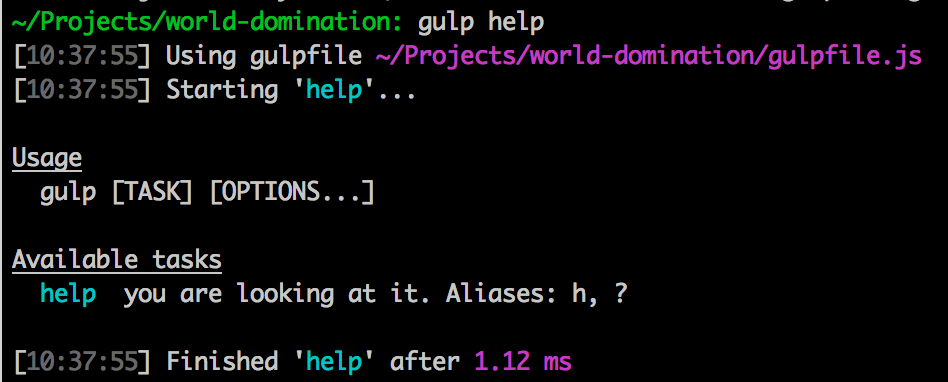 ~/Projects/world-domination: gulp help
[10:37:55] Using gulpfile ~/Projects/world-domination/gulpfile.js
[10:37:55] Starting 'help'...
Usage
gulp [TASK] [OPTIONS...]
Available tasks
help you are looking at it. Aliases: h, ?
[10:37:55] Finished 'help' after 1.12 ms